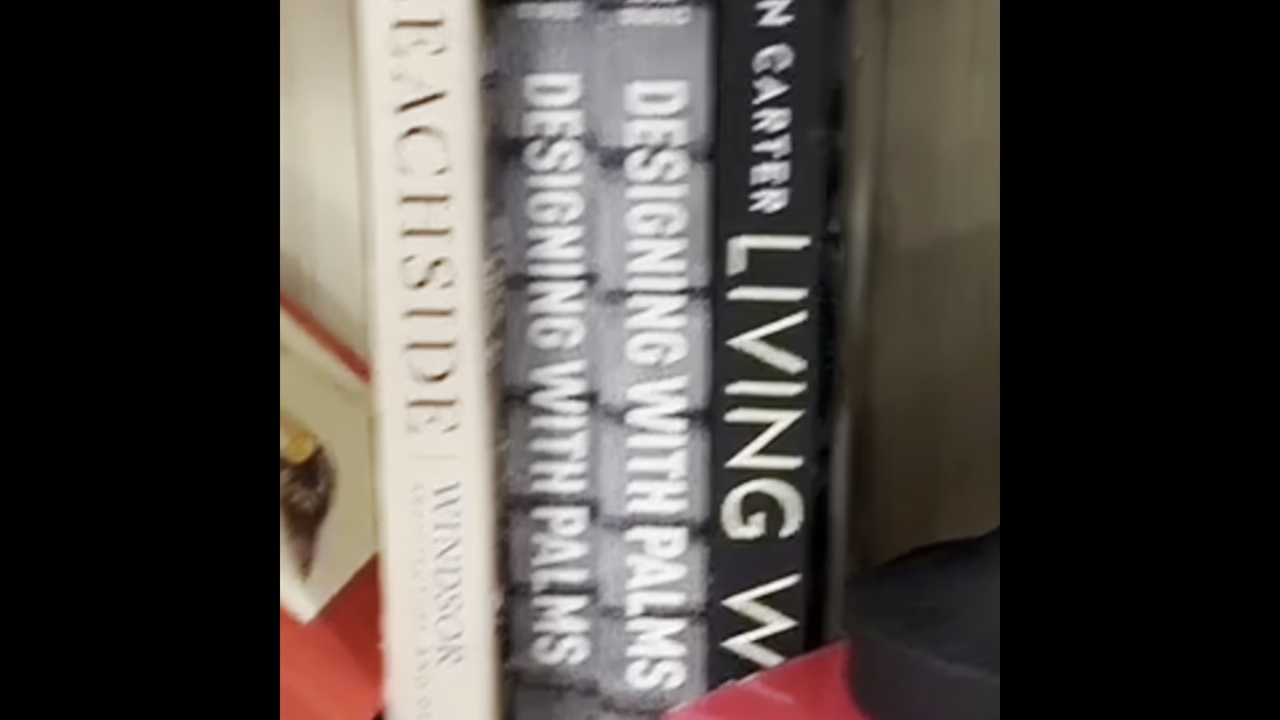 EACHSIDE | WINDSOR
DESIGNING WITH PALMS
DESIGNING WITH PALMS
N CARTER LIVING W